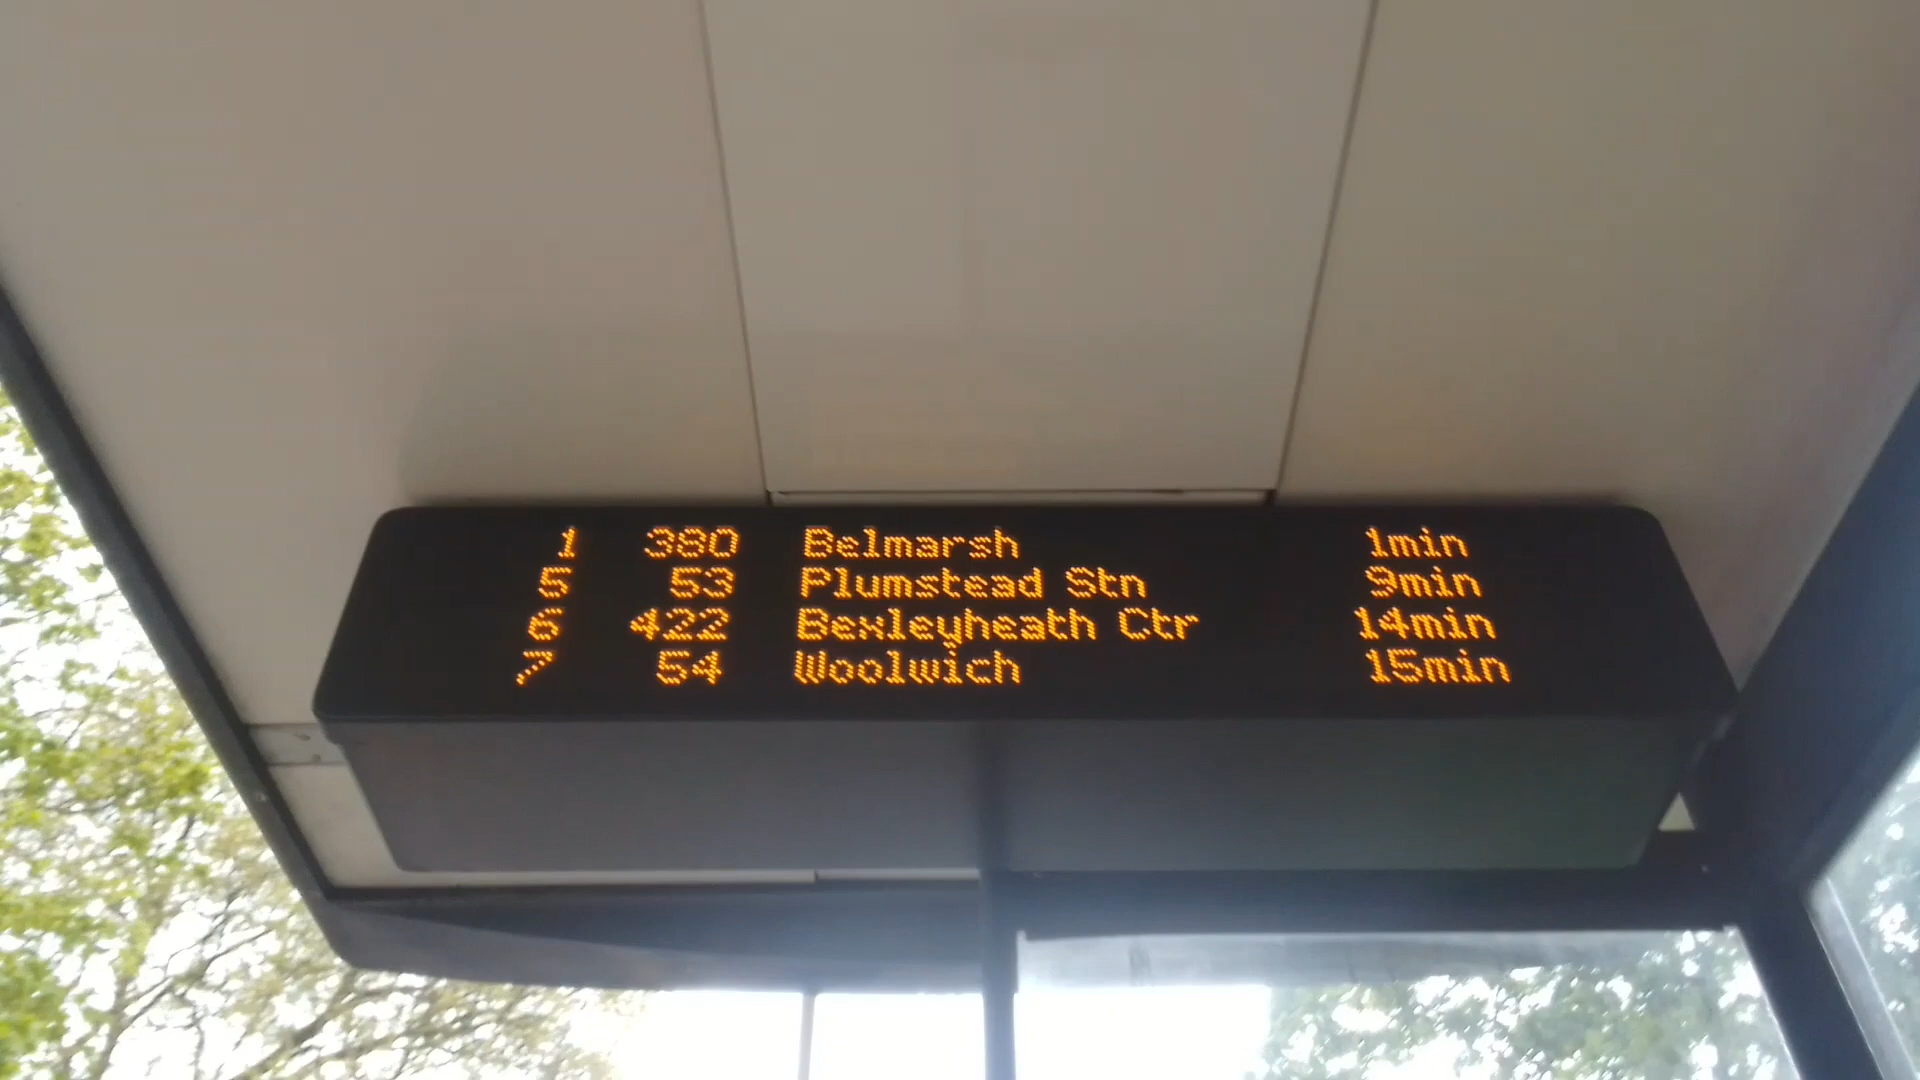 1 380 Belmarsh 1min
5 53 Plumstead Stn 9min
6 422 Bexleyheath Ctr 14min
7 54 Woolwich 15min